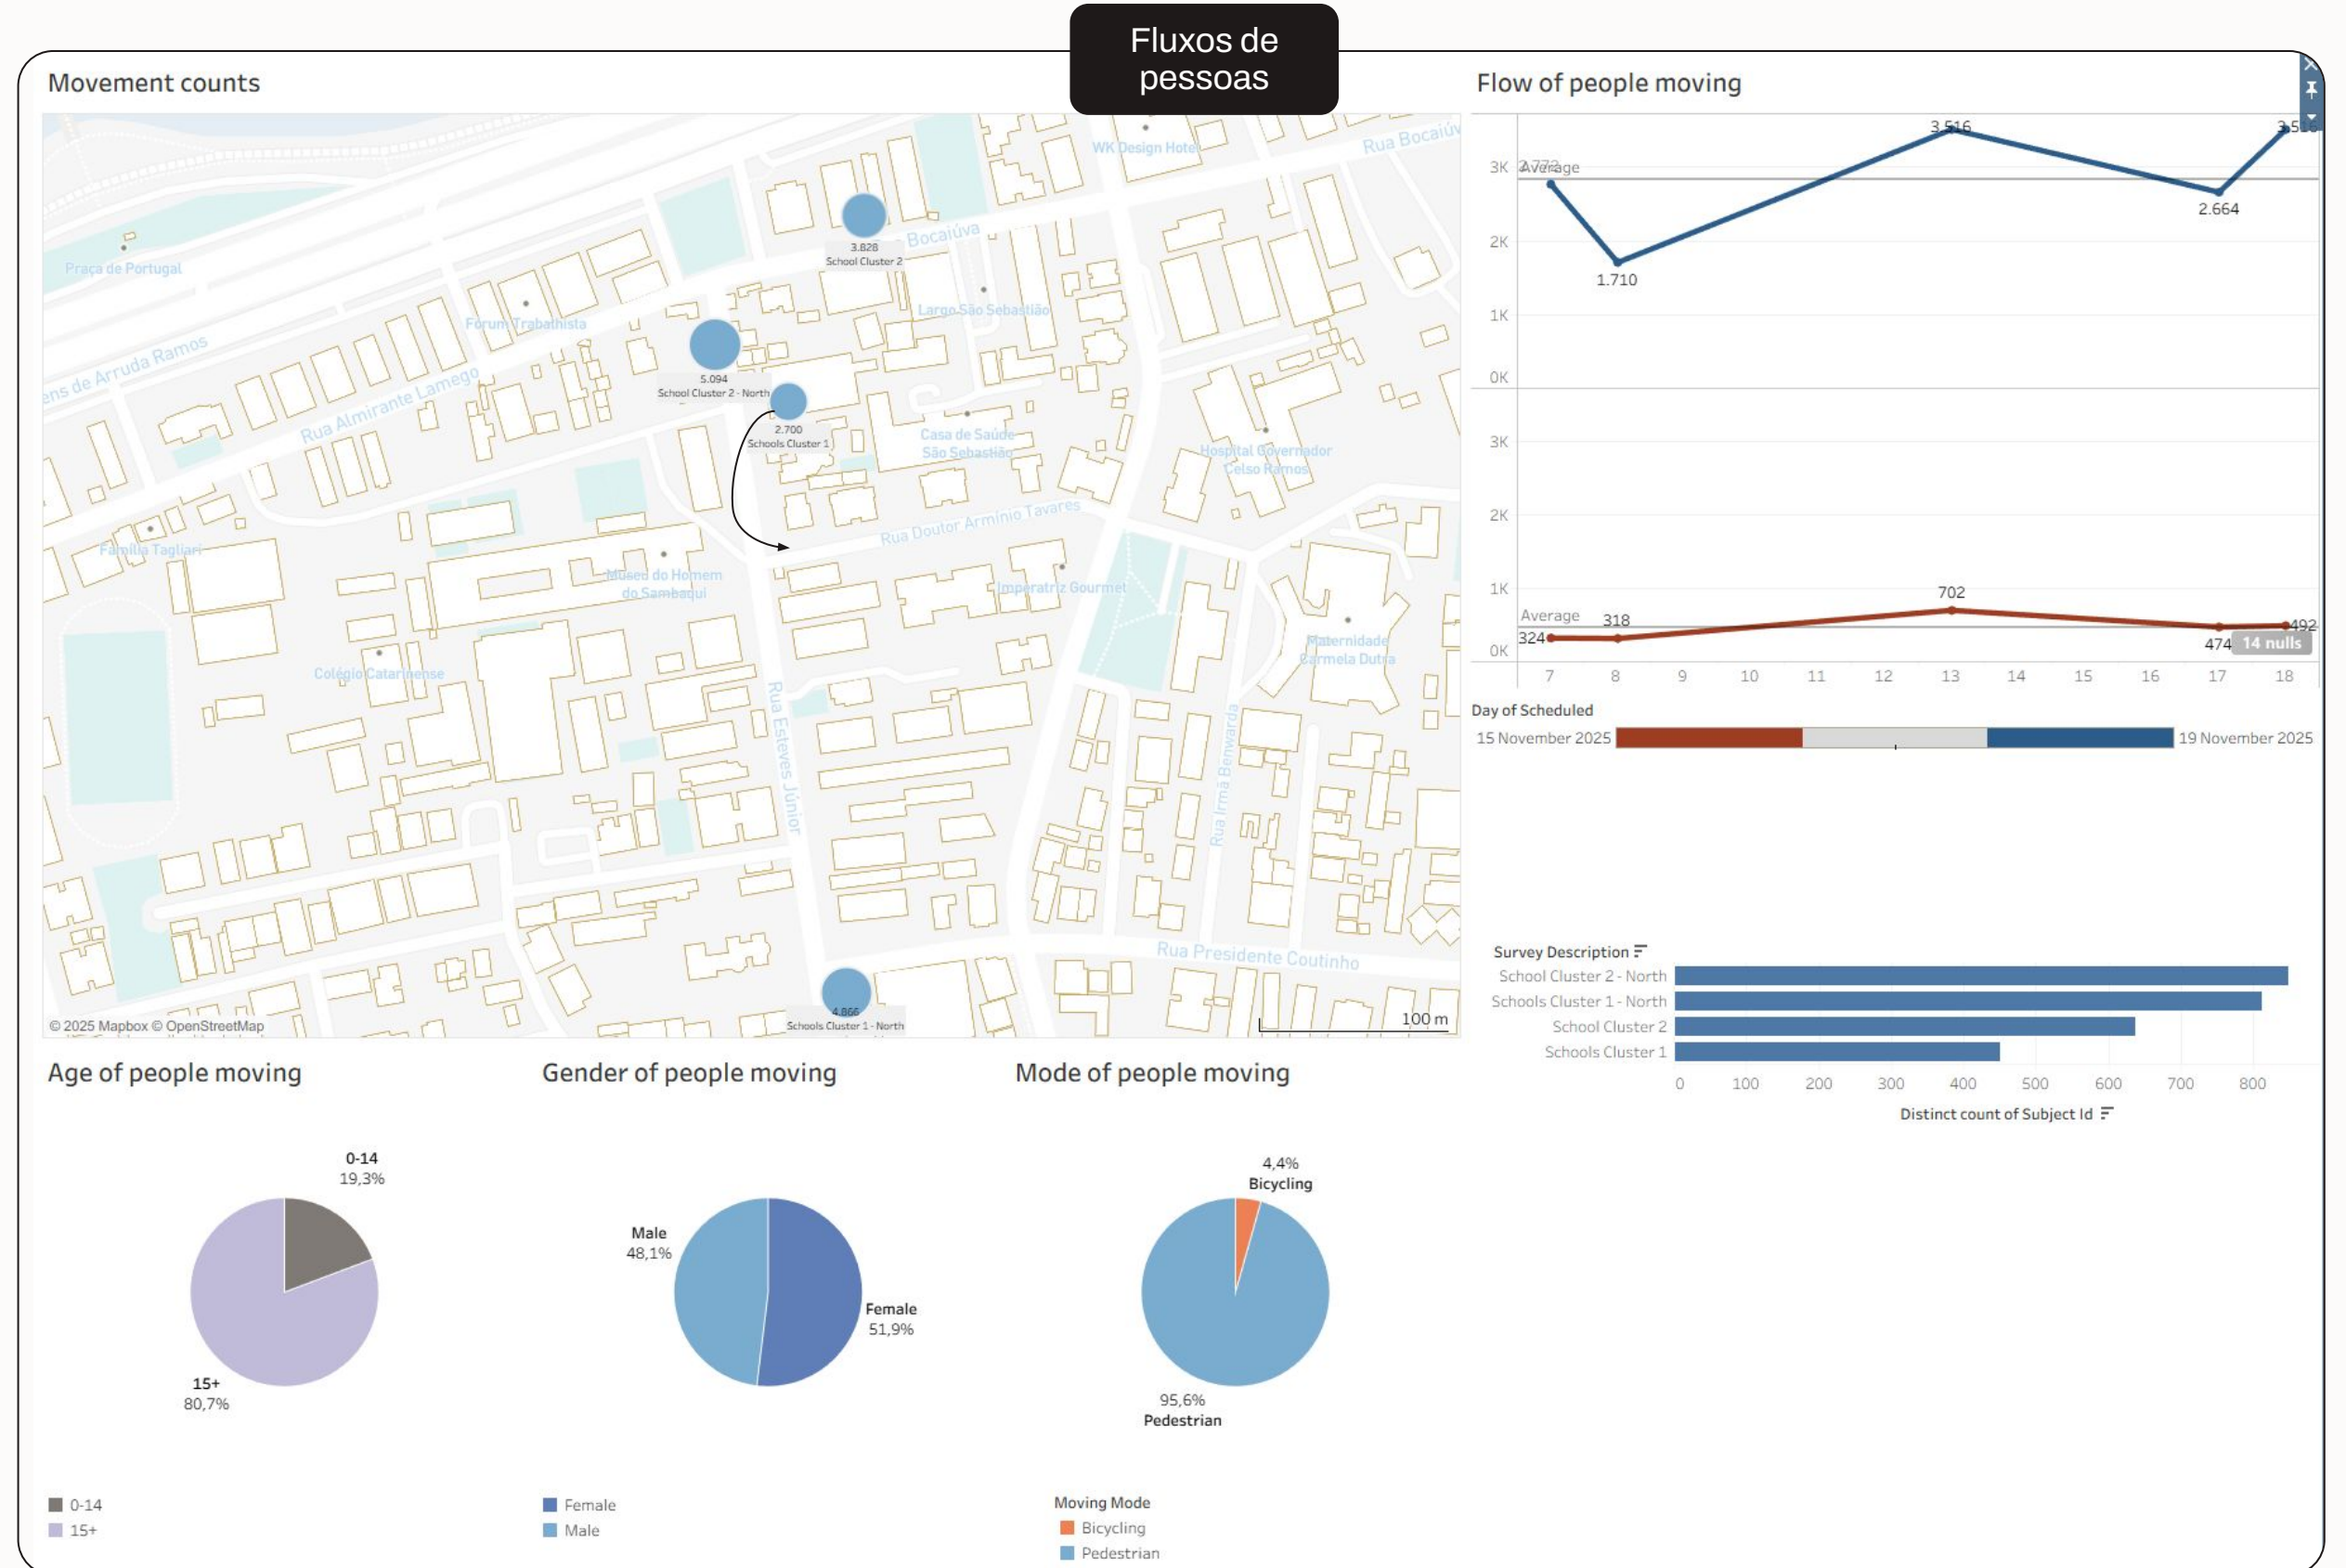 Fluxos de
pessoas
Movement counts
WK Design Hotel
Rua Bocaiúv
3.828
School Cluster 2
Bocaiúva
Praça de Portugal
Largo São Sebastião
Forum Trabalhista
ens de Arruda Ramos
5.094
School Cluster 2 - North
Rua Almirante Lamego
2.700
Schools Cluster 1
Casa de Saúde
São Sebastião
Hospital Governador
Celso Ramos
Rua Doutor Armínio Tavares
Família Tagliari
Museu do Homem
do Sambaqui
Imperatriz Gourmet
Maternidade
Carmela Dutra
Colégio Catarinense
Rua Esteves Júnior
Rua Irmã Benwarda
Rua Presidente Coutinho
4.866
Schools Cluster 1 - North
© 2025 Mapbox © OpenStreetMap
100 m
Flow of people moving
3.516
3K
Average
2.772
2.664
2K
1.710
1K
0K
3K
2K
1K
702
Average
318
324
492
474
14 nulls
0K
7 8 9 10 11 12 13 14 15 16 17 18
Day of Scheduled
15 November 2025
19 November 2025
Survey Description
School Cluster 2 - North
Schools Cluster 1 - North
School Cluster 2
Schools Cluster 1
0 100 200 300 400 500 600 700 800
Distinct count of Subject Id
Age of people moving
0-14
19,3%
15+
80,7%
0-14
15+
Gender of people moving
Male
48,1%
Female
51,9%
Female
Male
Mode of people moving
4,4%
Bicycling
95,6%
Pedestrian
Moving Mode
Bicycling
Pedestrian